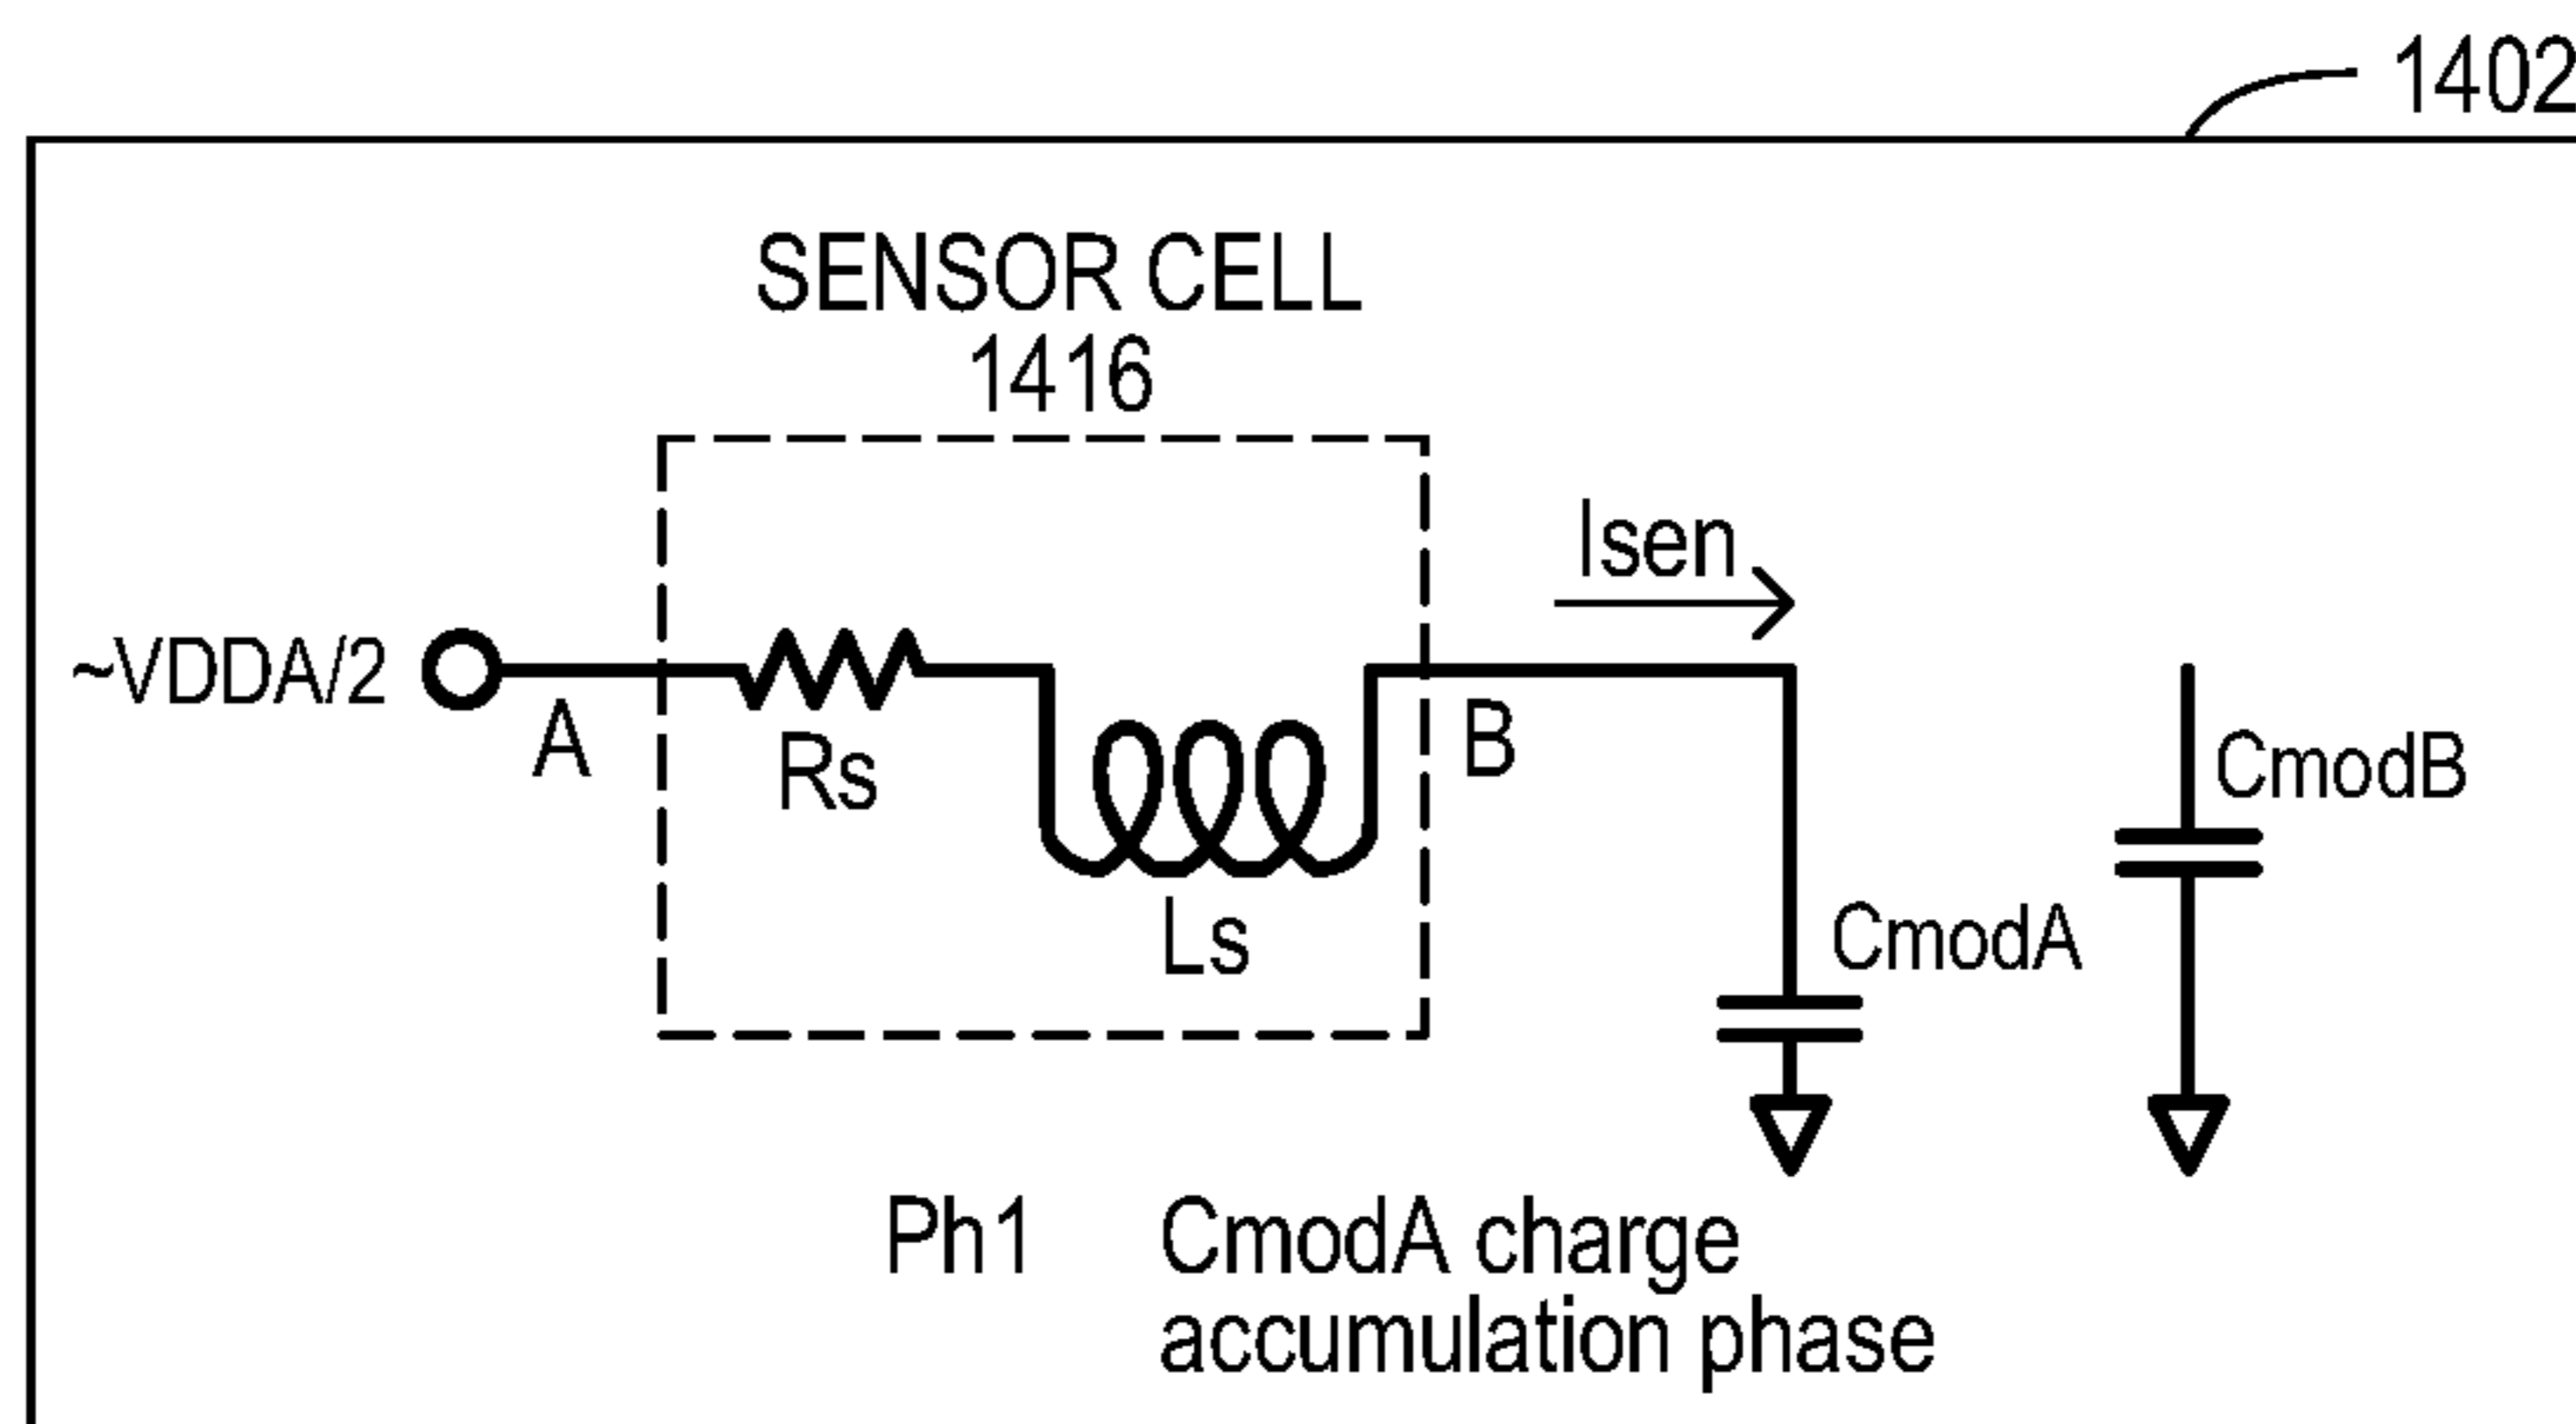 1402
SENSOR CELL
1416
Isen
~VDDA/2
A
Rs
B
CmodB
Ls
CmodA
Ph1 CmodA charge
accumulation phase